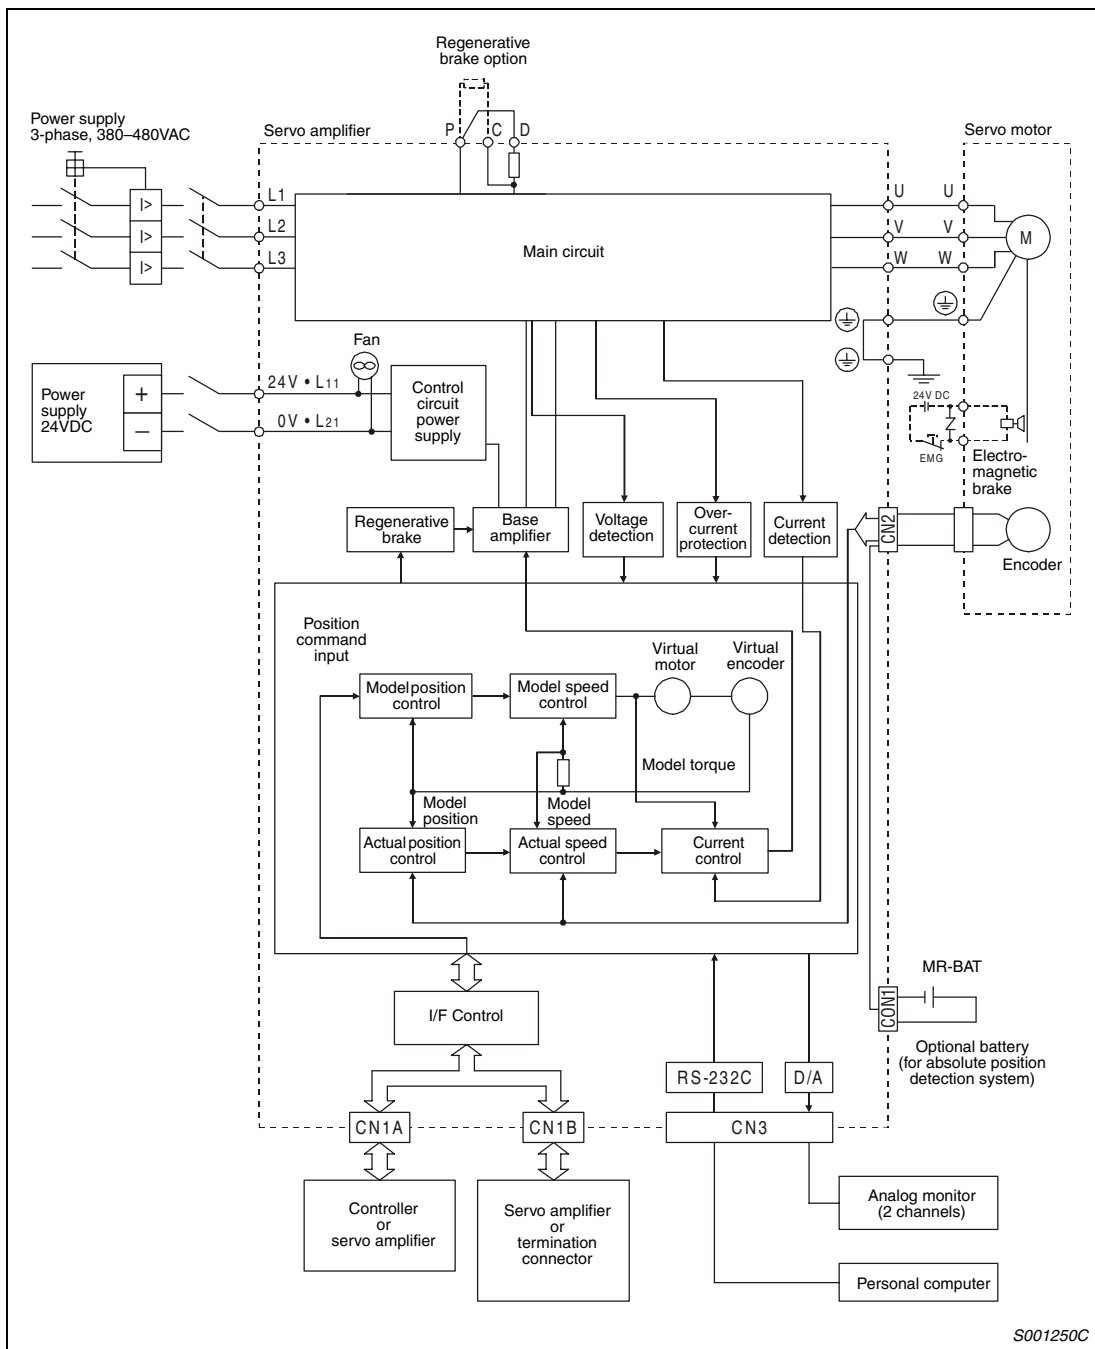 Regenerative
brake option
Power supply
3-phase, 380–480VAC
Servo amplifier
P
C
D
Servo motor
L1
L2
L3
I>
I>
I>
Main circuit
U
U
V
V
W
W
M
Fan
Power
supply
24VDC
+
–
24V • L11
0V • L21
Control
circuit
power
supply
24V DC
EMG
Electro-
magnetic
brake
Regenerative
brake
Base
amplifier
Voltage
detection
Over-
current
protection
Current
detection
CN2
Encoder
Position
command
input
Virtual
motor
Virtual
encoder
Model position
control
Model speed
control
Model torque
Model
position
Model
speed
Actual position
control
Actual speed
control
Current
control
MR-BAT
CON1
I/F Control
Optional battery
(for absolute position
detection system)
RS-232C
D/A
CN1A
CN1B
CN3
Controller
or
servo amplifier
Servo amplifier
or
termination
connector
Analog monitor
(2 channels)
Personal computer
S001250C